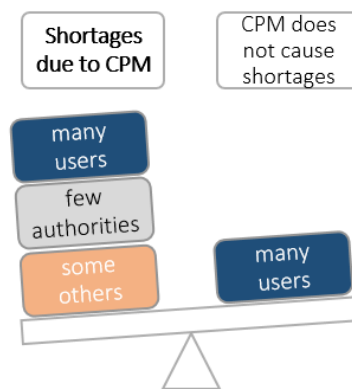 Shortages
due to CPM
CPM does
not cause
shortages
many
users
few
authorities
some
others
many
users